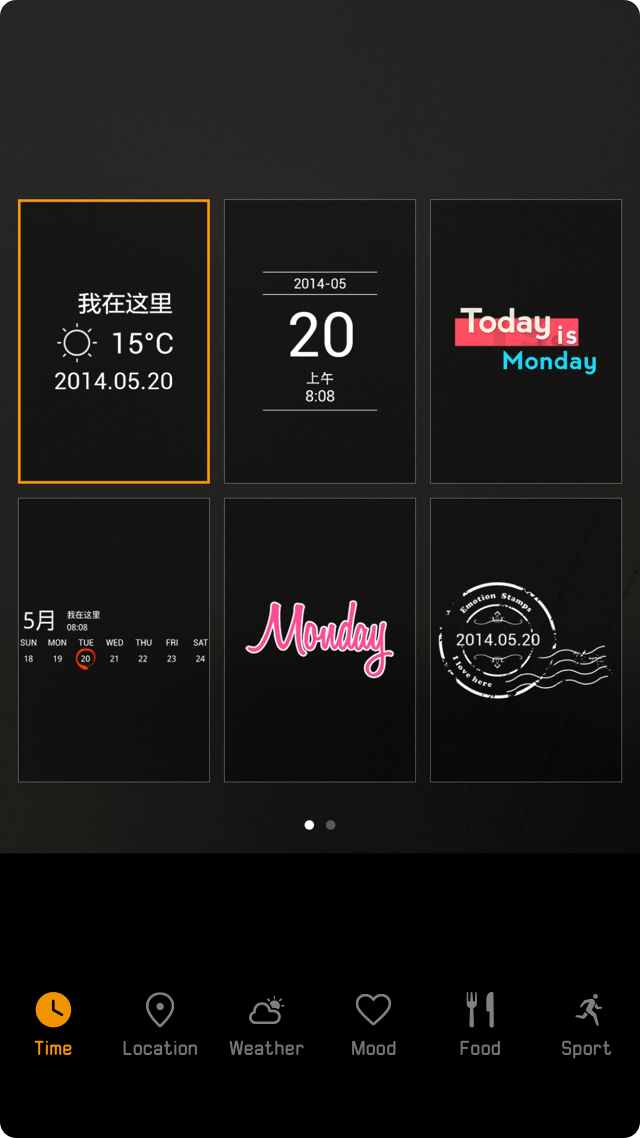 我在这里
15°C
2014.05.20
2014-05
20
上午
8:08
Today
is
Monday
5月
我在这里
08:08
SUN MON TUE WED THU FRI SAT
18 19 20 21 22 23 24
Monday
Emotion Stamps
2014.05.20
I love here
Time Location Weather Mood Food Sport